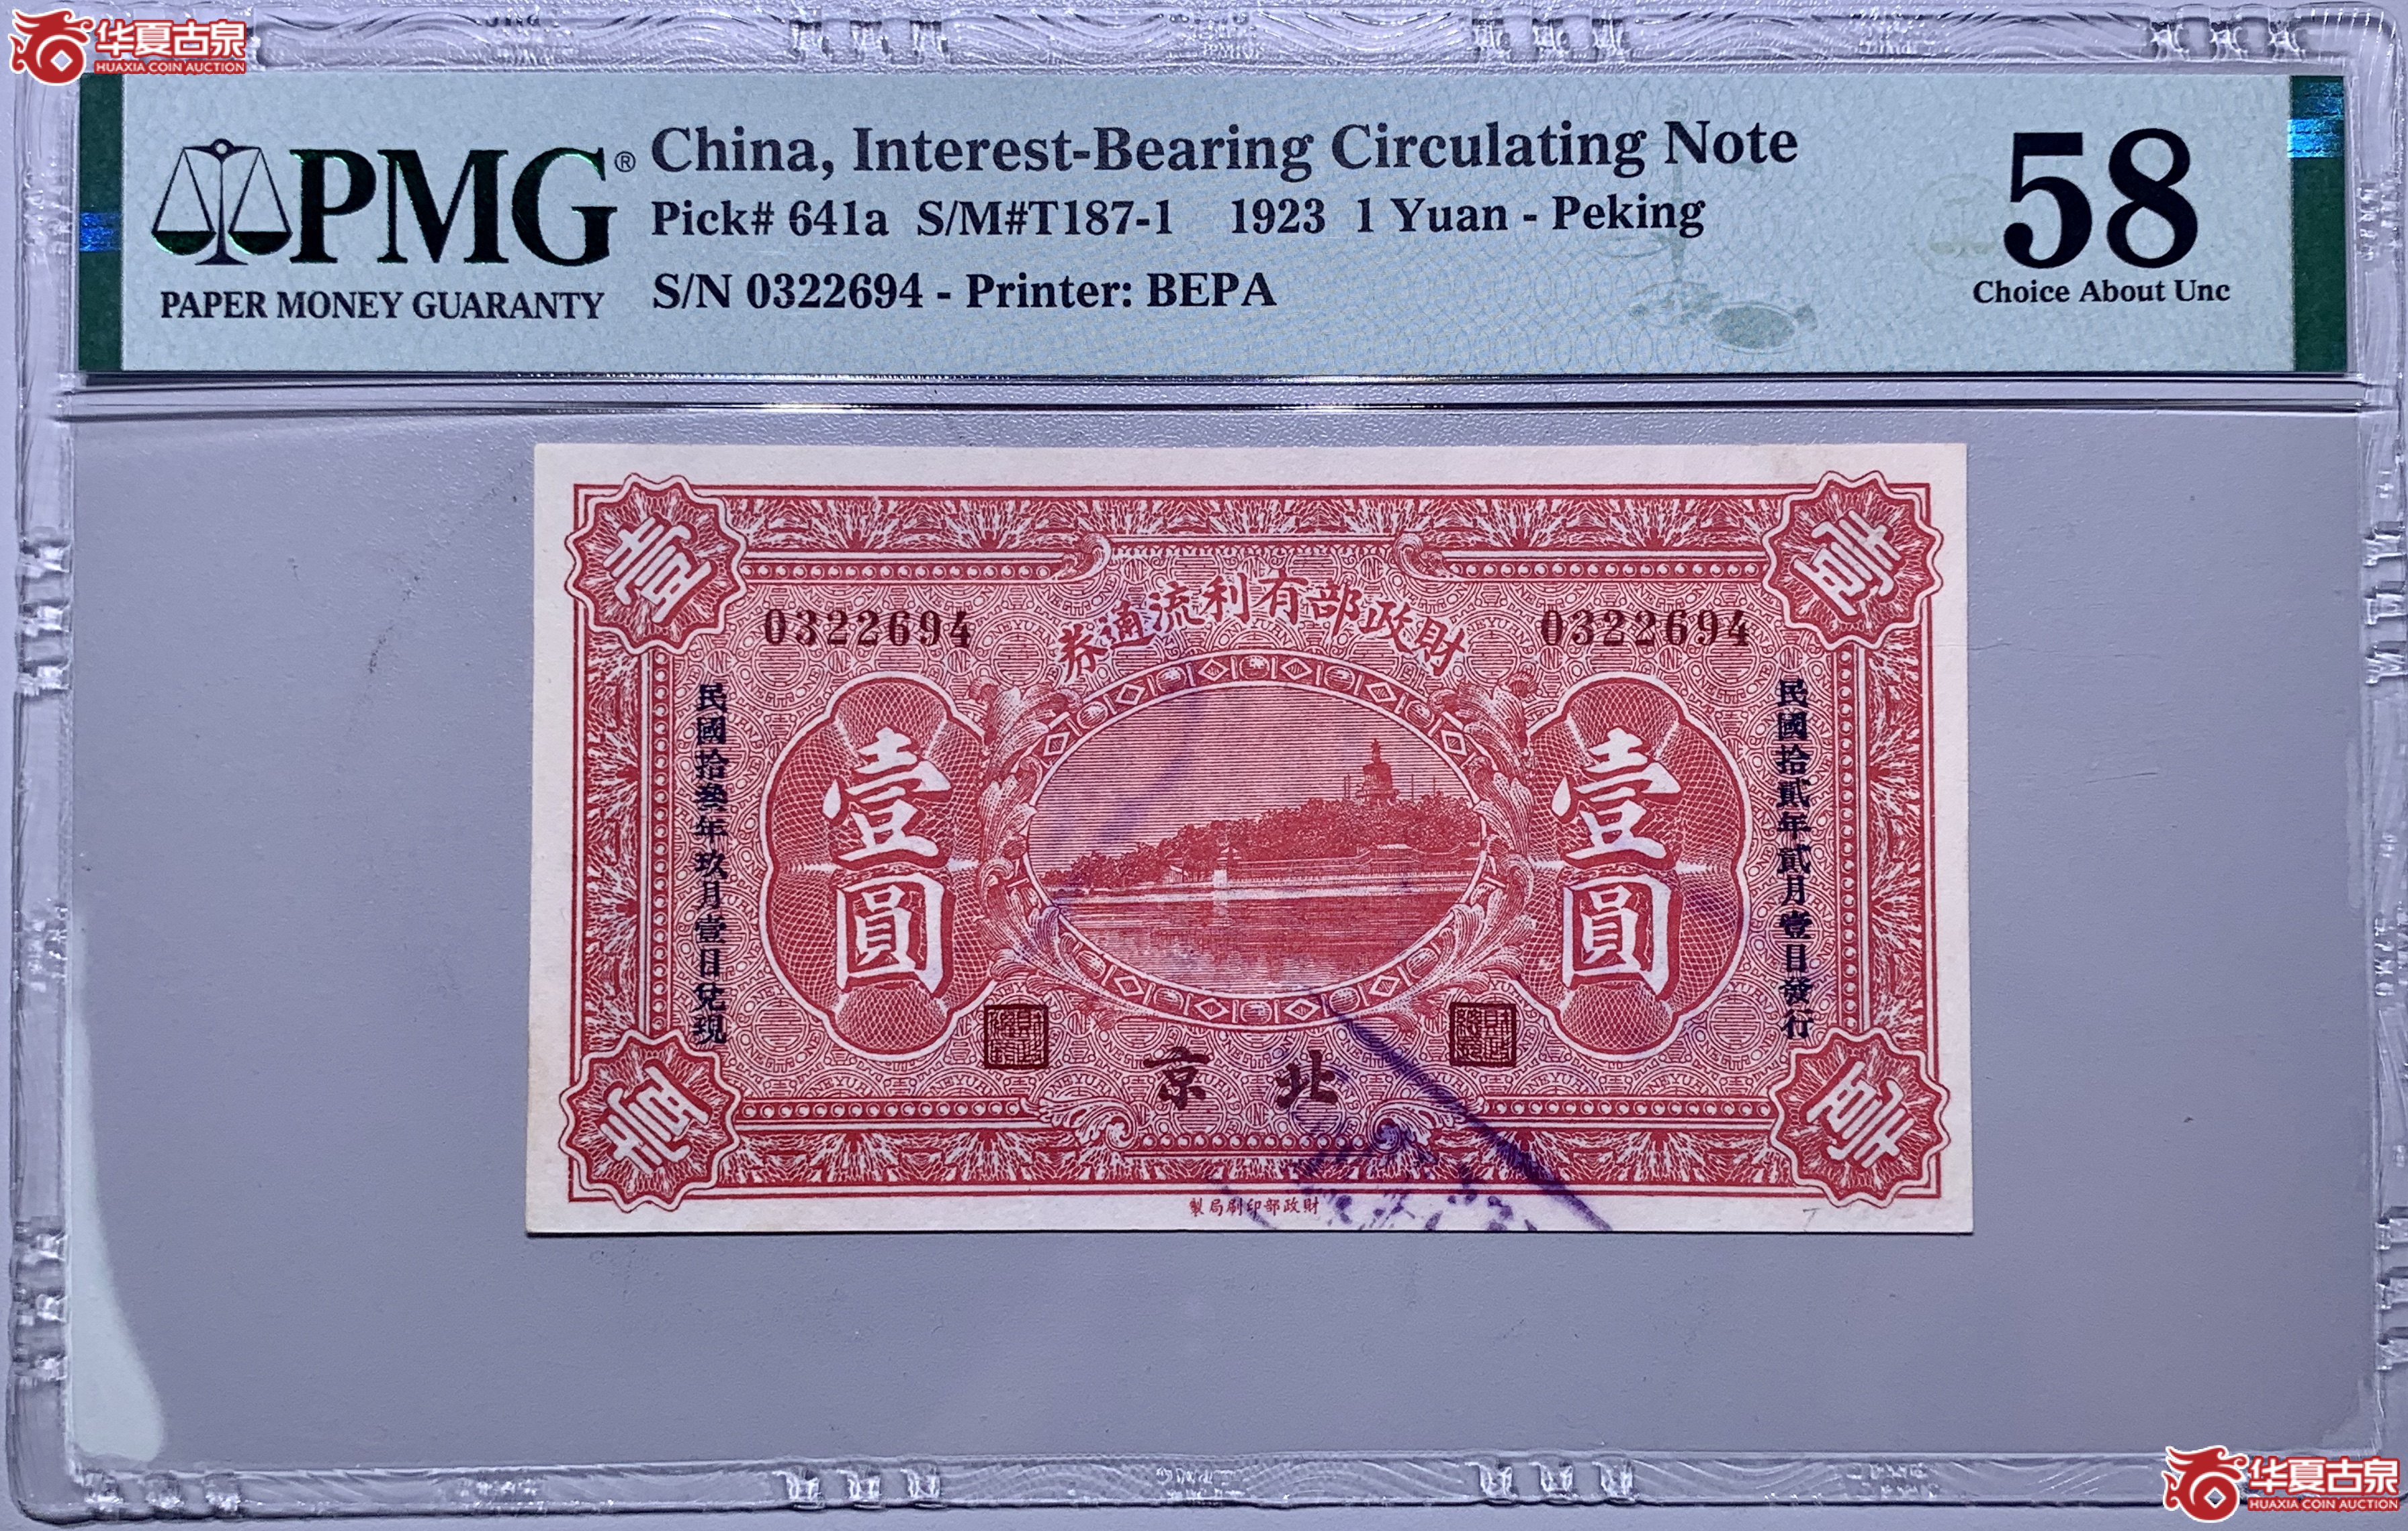 华夏古泉
HUAXIA COIN AUCTION
PMG®
PAPER MONEY GUARANTY
China, Interest-Bearing Circulating Note
Pick# 641a S/M#T187-1 1923 1 Yuan - Peking
S/N 0322694 - Printer: BEPA
58
Choice About Unc
壹
壹
財政部有利流通券
0322694
0322694
民國拾貳年貳月壹日發行
民國拾叄年玖月壹日兌現
壹圓
壹圓
北京
壹
壹
財政部印刷局製
华夏古泉
HUAXIA COIN AUCTION